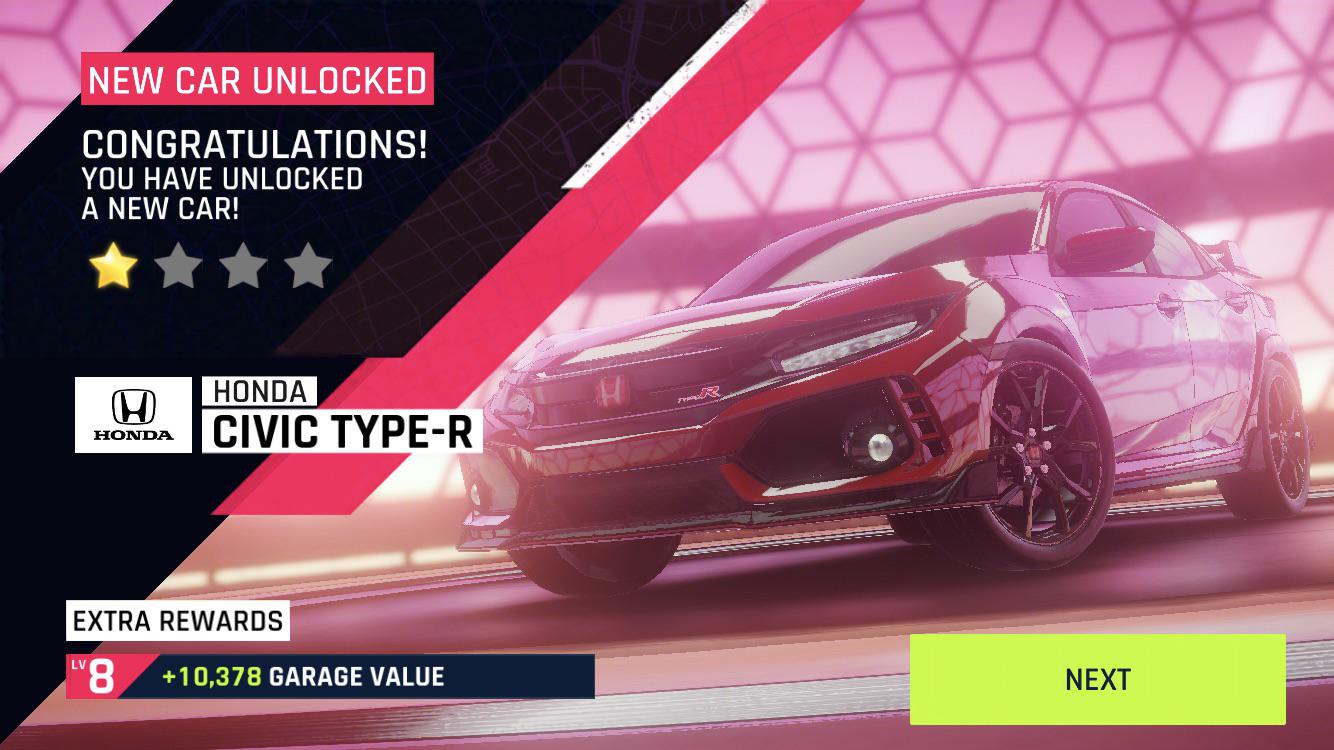 NEW CAR UNLOCKED
CONGRATULATIONS!
YOU HAVE UNLOCKED
A NEW CAR!
HONDA
HONDA
CIVIC TYPE-R
TYPE R
EXTRA REWARDS
LV 8 +10,378 GARAGE VALUE
NEXT